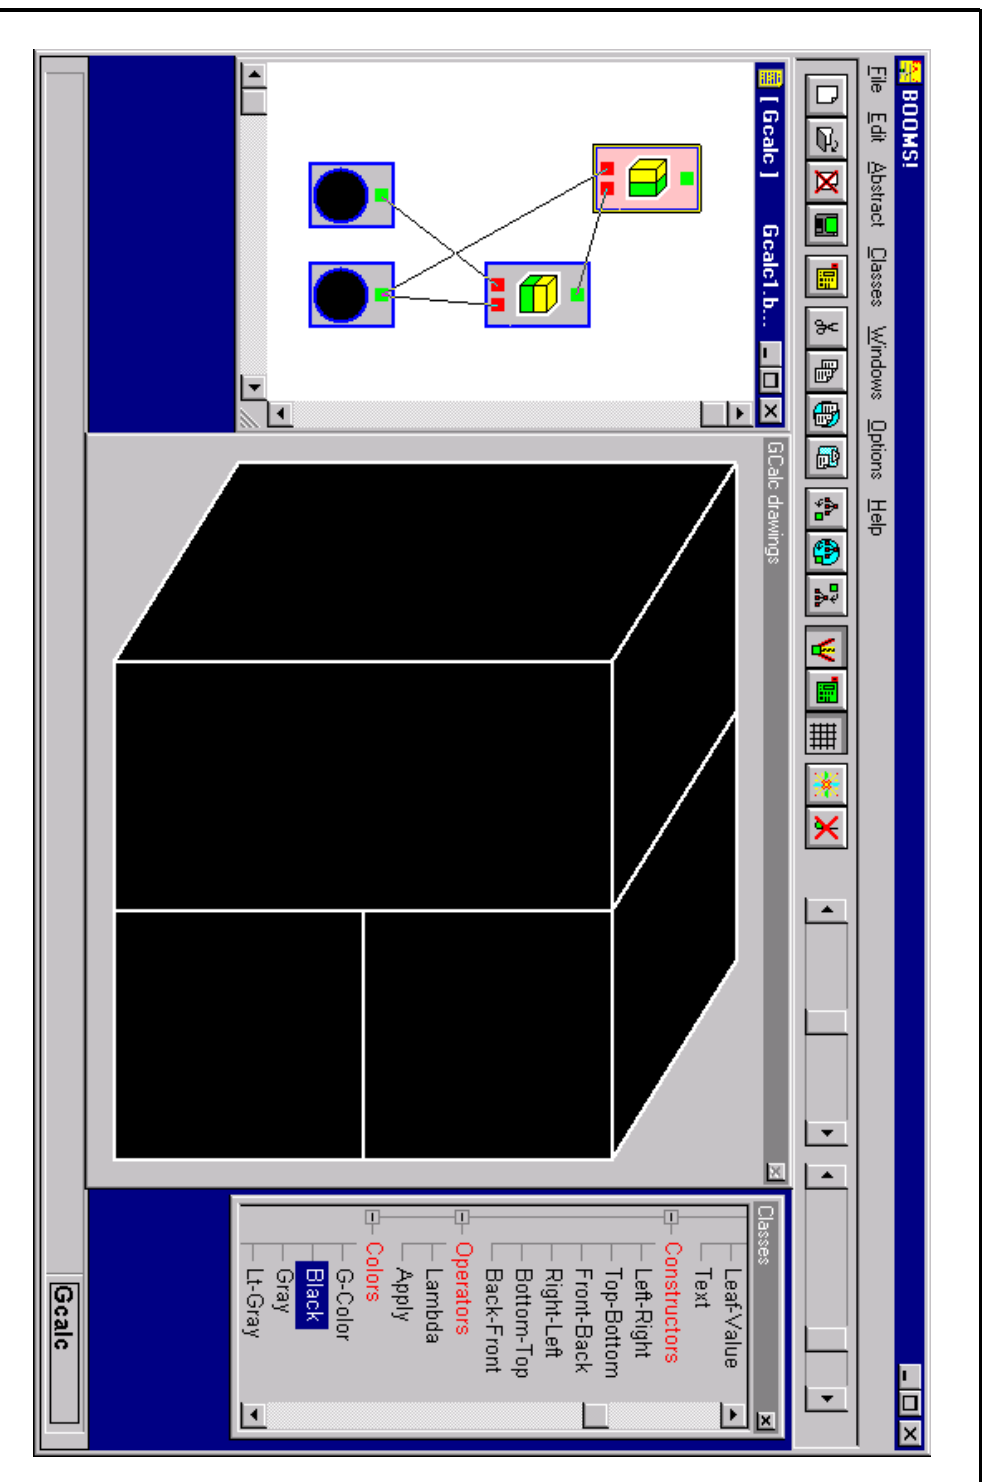 BOOMS!
File Edit Abstract Classes Windows Options Help
[ Gcalc ] Gcalc1.b...
GCalc drawings
Classes
Leaf-Value
Text
Constructors
Left-Right
Top-Bottom
Front-Back
Right-Left
Bottom-Top
Back-Front
Operators
Lambda
Apply
Colors
G-Color
Black
Gray
Lt-Gray
Gcalc